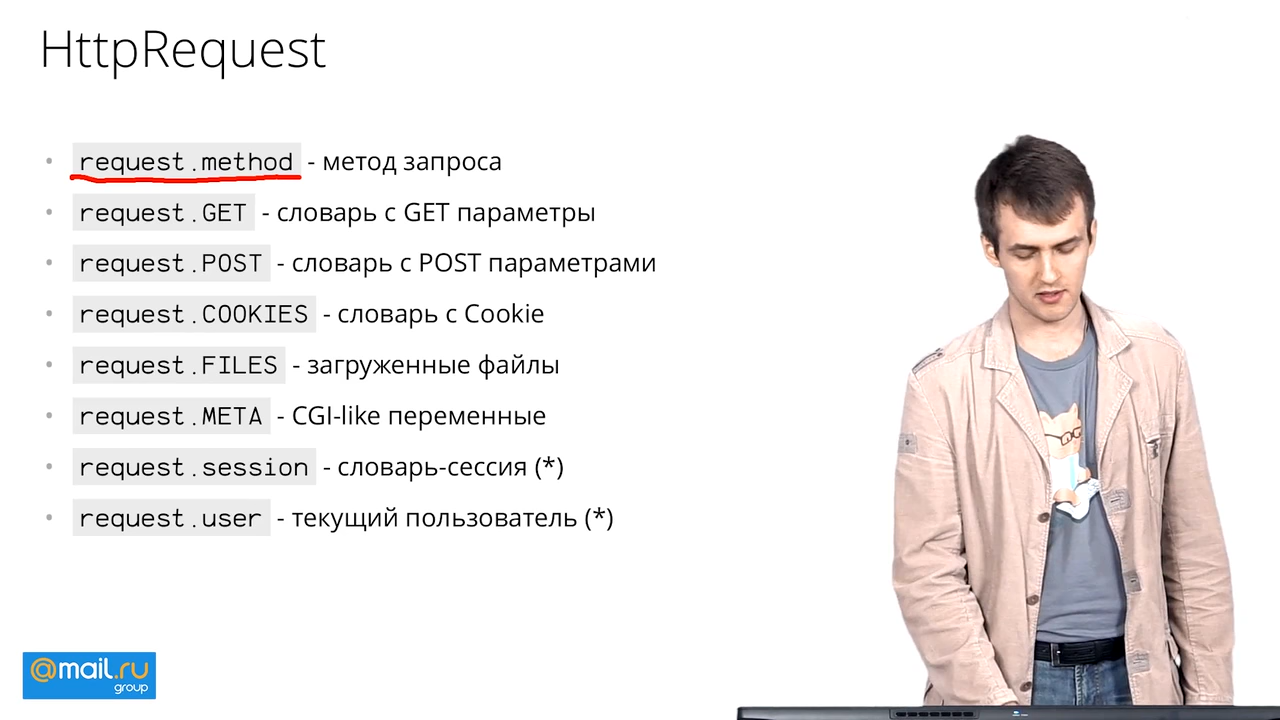 HttpRequest
• request.method - метод запроса
• request.GET - словарь с GET параметры
• request.POST - словарь с POST параметрами
• request.COOKIES - словарь с Cookie
• request.FILES - загруженные файлы
• request.META - CGI-like переменные
• request.session - словарь-сессия (*)
• request.user - текущий пользователь (*)
@mail.ru
group